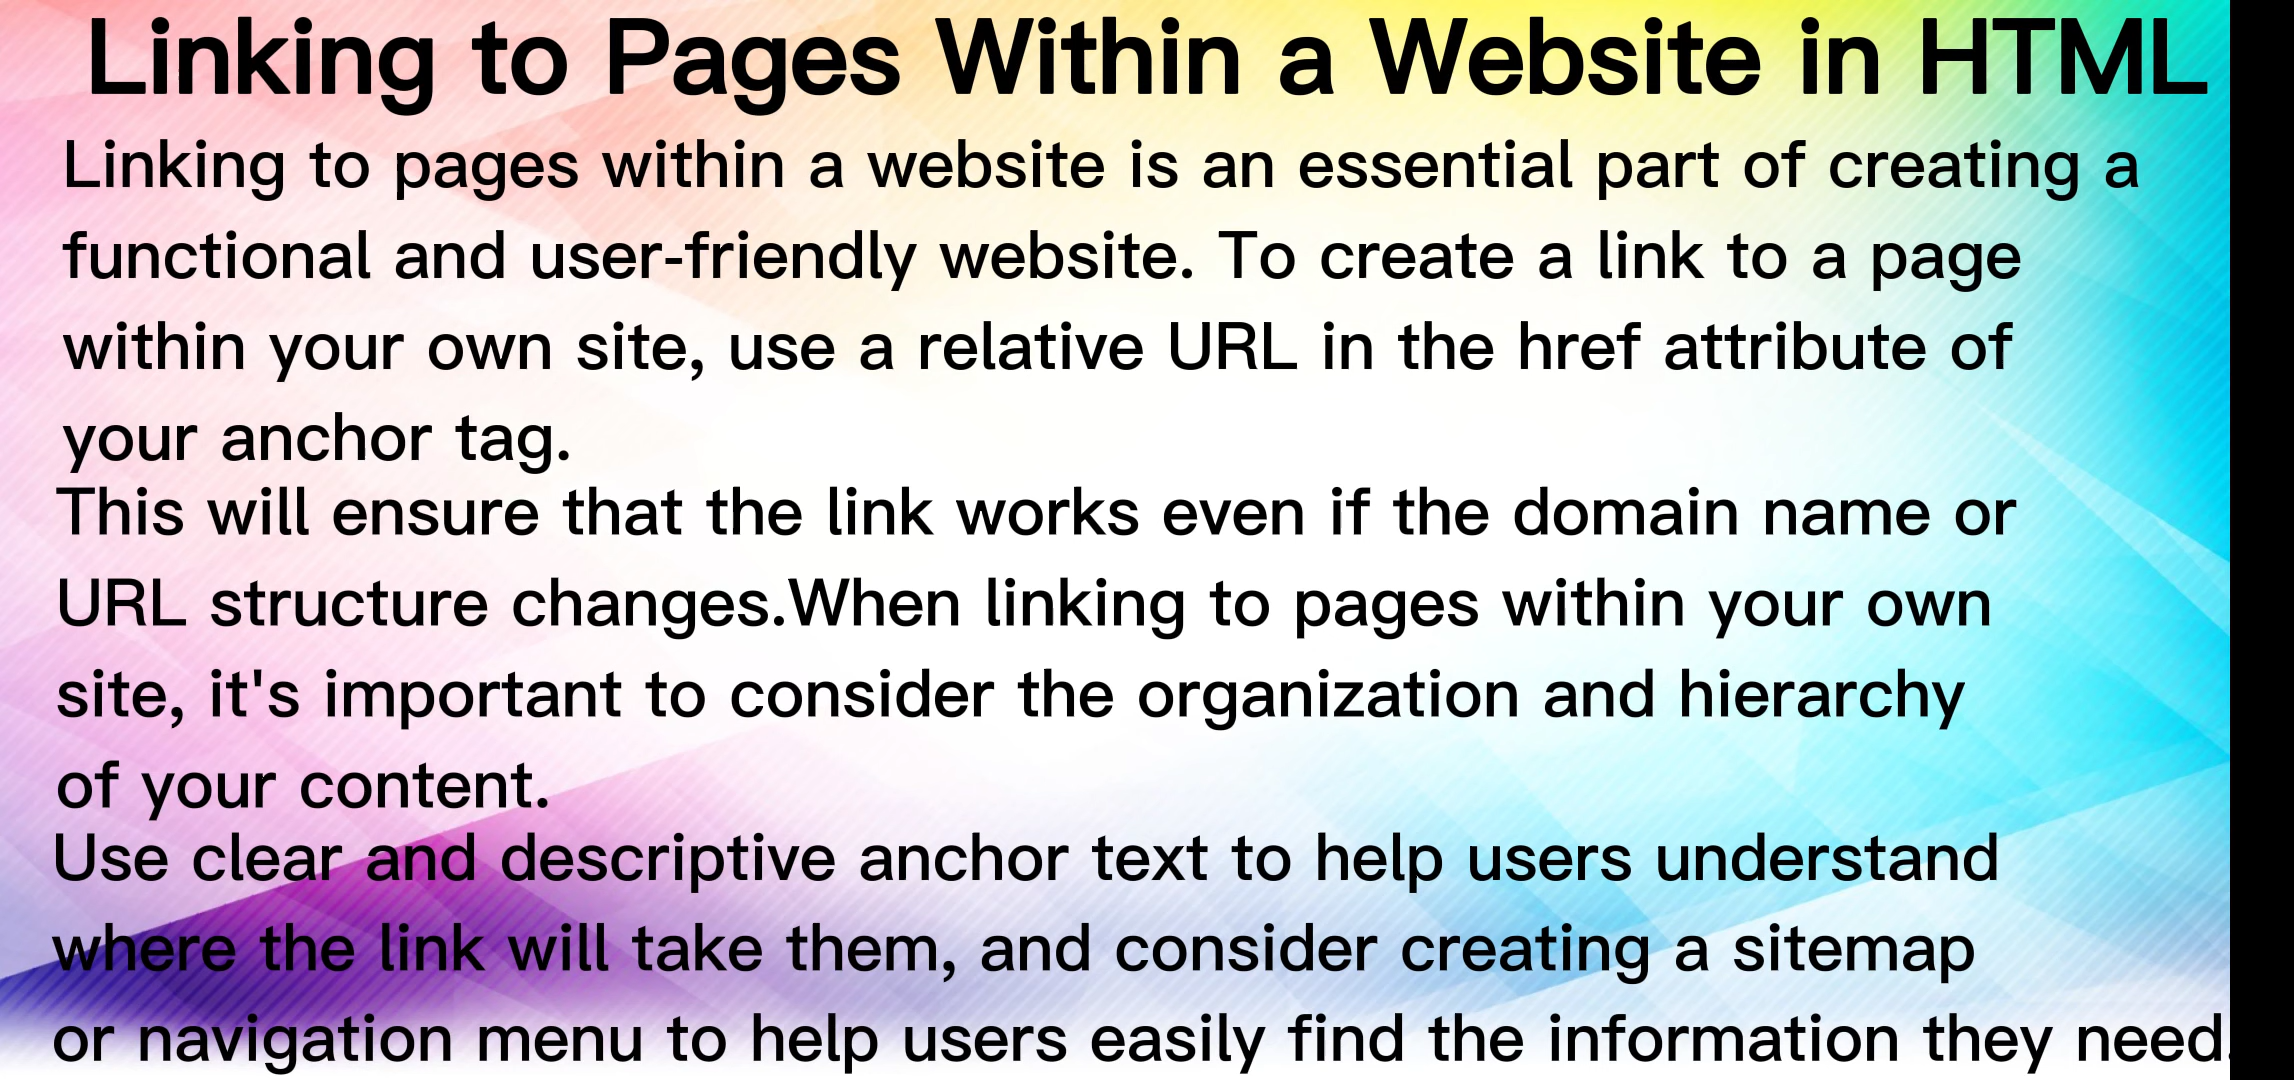 Linking to Pages Within a Website in HTML
Linking to pages within a website is an essential part of creating a
functional and user-friendly website. To create a link to a page
within your own site, use a relative URL in the href attribute of
your anchor tag.
This will ensure that the link works even if the domain name or
URL structure changes.When linking to pages within your own
site, it's important to consider the organization and hierarchy
of your content.
Use clear and descriptive anchor text to help users understand
where the link will take them, and consider creating a sitemap
or navigation menu to help users easily find the information they need.